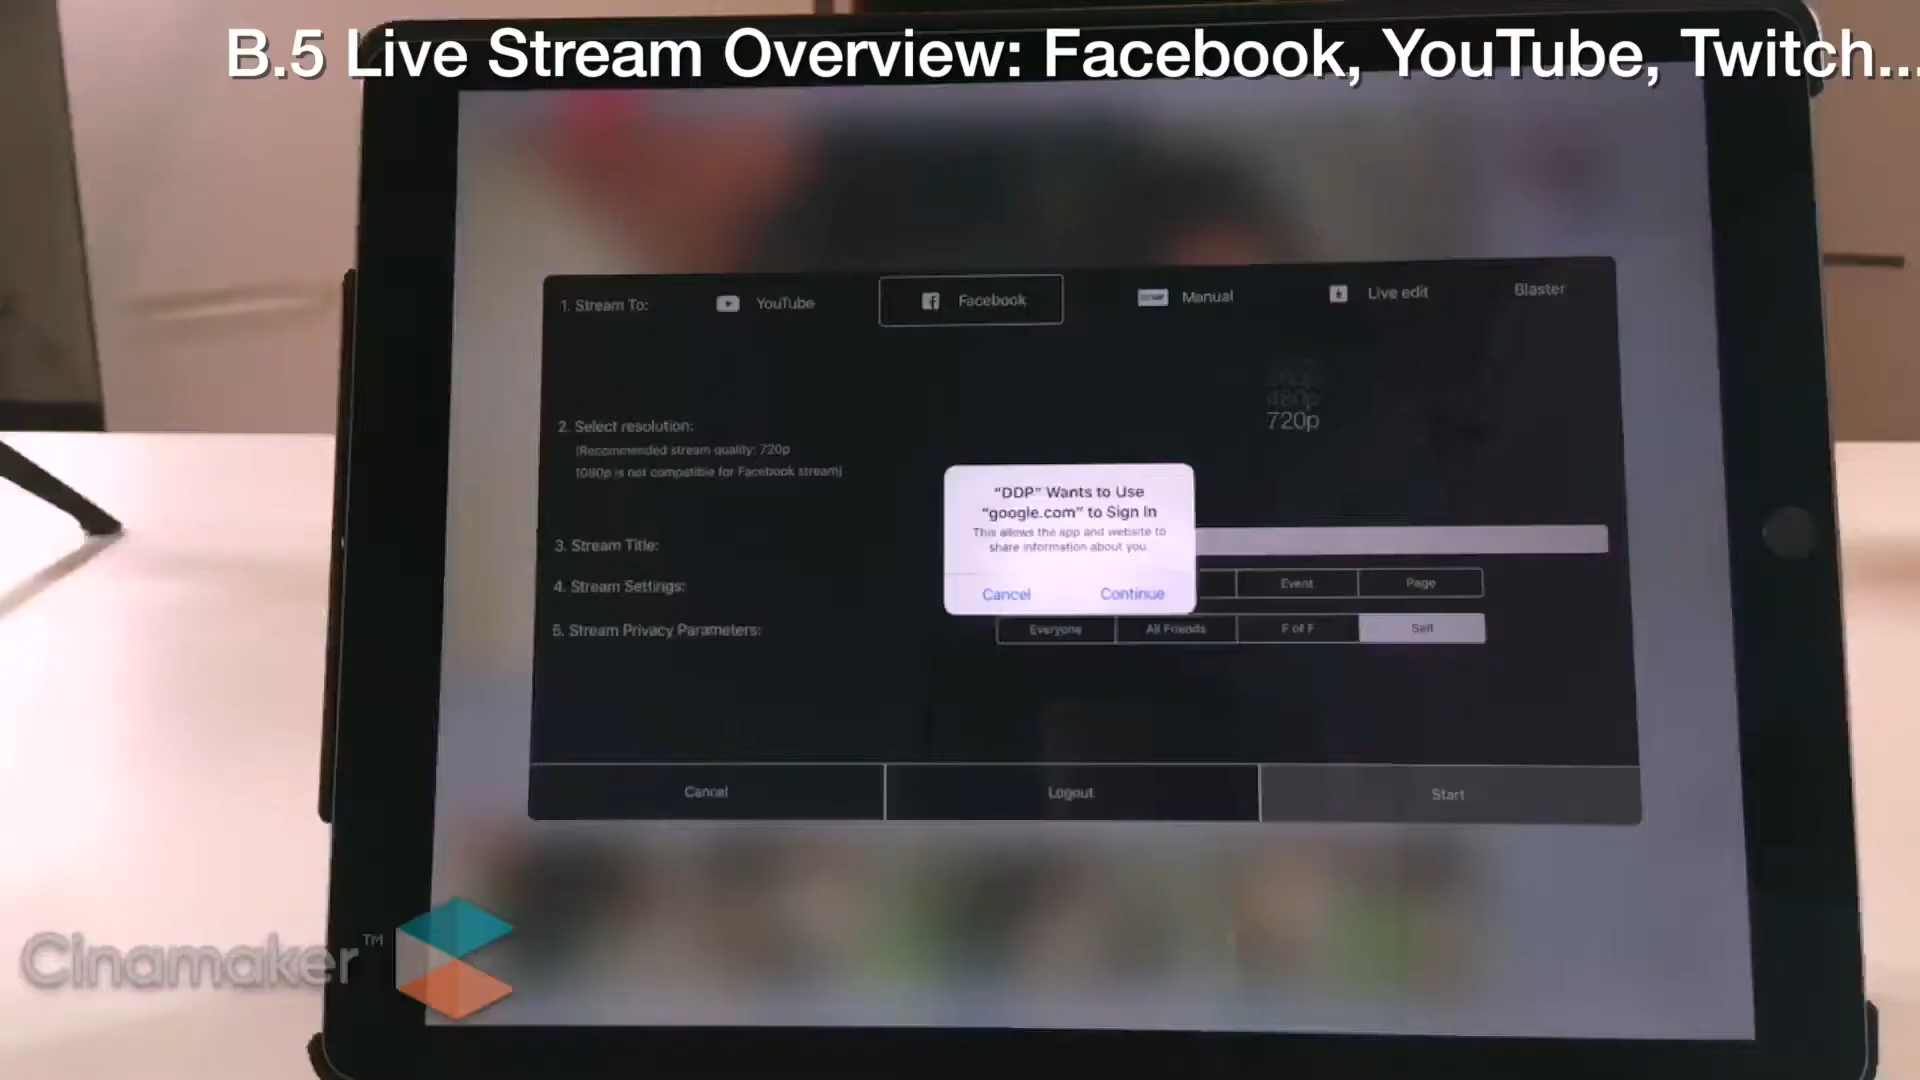 B.5 Live Stream Overview: Facebook, YouTube, Twitch...
1. Stream To:
YouTube
Facebook
Manual
Live edit
Blaster
480p
720p
2. Select resolution:
(Recommended stream quality: 720p
1080p is not compatible for Facebook stream)
"DDP" Wants to Use
"google.com" to Sign In
This allows the app and website to
share information about you.
Cancel
Continue
3. Stream Title:
4. Stream Settings:
Event
Page
5. Stream Privacy Parameters:
Everyone
All Friends
F of F
Self
Cancel
Logout
Start
Cinamaker™